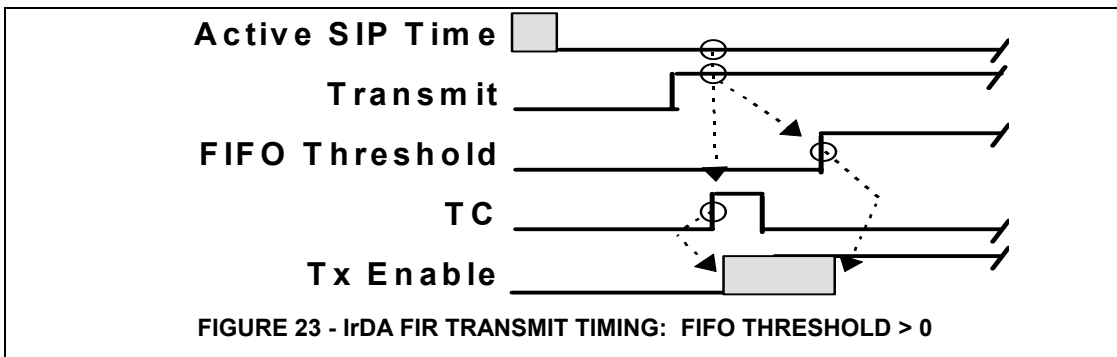 Active SIP Time
Transmit
FIFO Threshold
TC
Tx Enable
FIGURE 23 - IrDA FIR TRANSMIT TIMING: FIFO THRESHOLD > 0